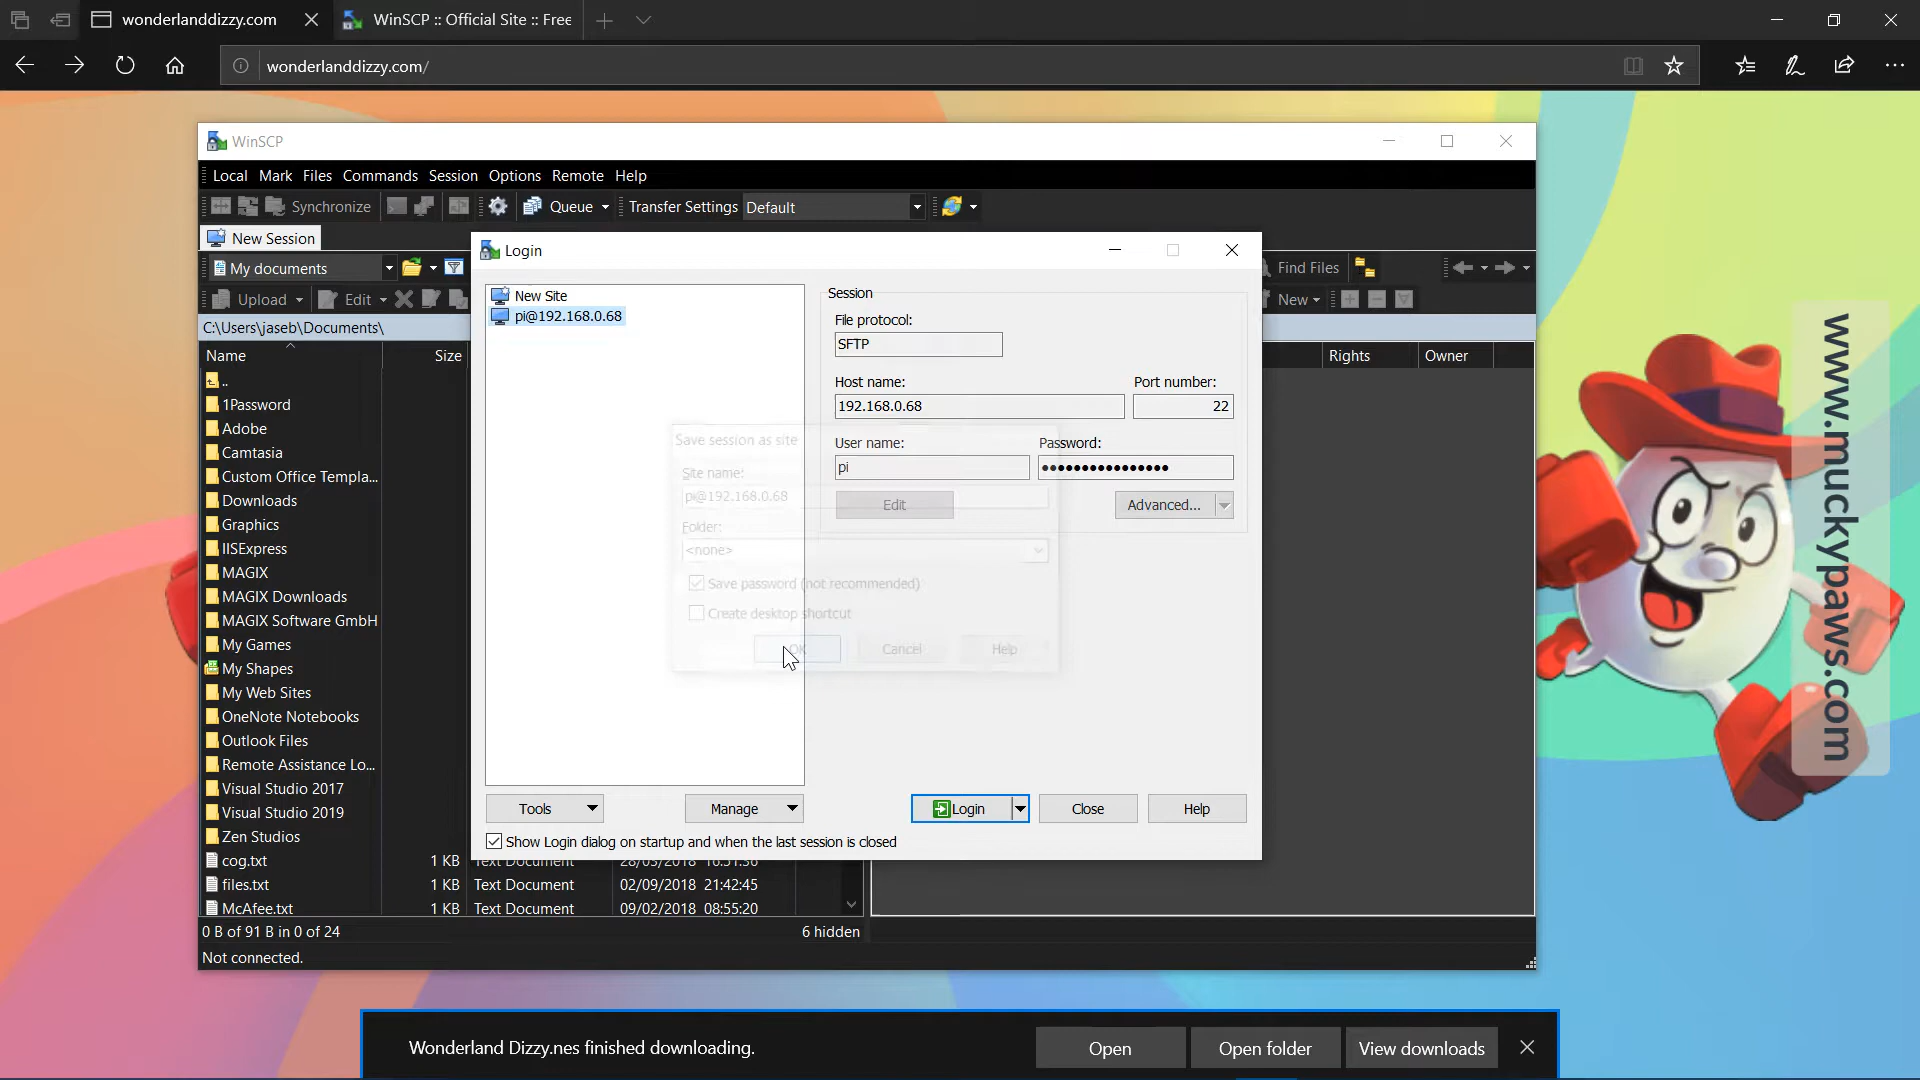 wonderlanddizzy.com
WinSCP :: Official Site :: Free
wonderlanddizzy.com/
WinSCP
Local Mark Files Commands Session Options Remote Help
Synchronize
Queue
Transfer Settings Default
New Session
Login
My documents
Find Files
Upload
Edit
New
C:\Users\jaseb\Documents\
Name
Size
Rights
Owner
..
1Password
Adobe
Camtasia
Custom Office Templa...
Downloads
Graphics
IISExpress
MAGIX
MAGIX Downloads
MAGIX Software GmbH
My Games
My Shapes
My Web Sites
OneNote Notebooks
Outlook Files
Remote Assistance Lo...
Visual Studio 2017
Visual Studio 2019
Zen Studios
cog.txt 1 KB Text Document 28/03/2018 16:51:36
files.txt 1 KB Text Document 02/09/2018 21:42:45
McAfee.txt 1 KB Text Document 09/02/2018 08:55:20
0 B of 91 B in 0 of 24
6 hidden
Not connected.
New Site
pi@192.168.0.68
Session
File protocol:
SFTP
Host name:
Port number:
192.168.0.68
22
User name:
Password:
pi
Edit
Advanced...
Save session as site
Site name:
pi@192.168.0.68
Folder:
<none>
Save password (not recommended)
Create desktop shortcut
OK
Cancel
Help
Tools
Manage
Login
Close
Help
Show Login dialog on startup and when the last session is closed
www.muckypaws.com
Wonderland Dizzy.nes finished downloading.
Open
Open folder
View downloads